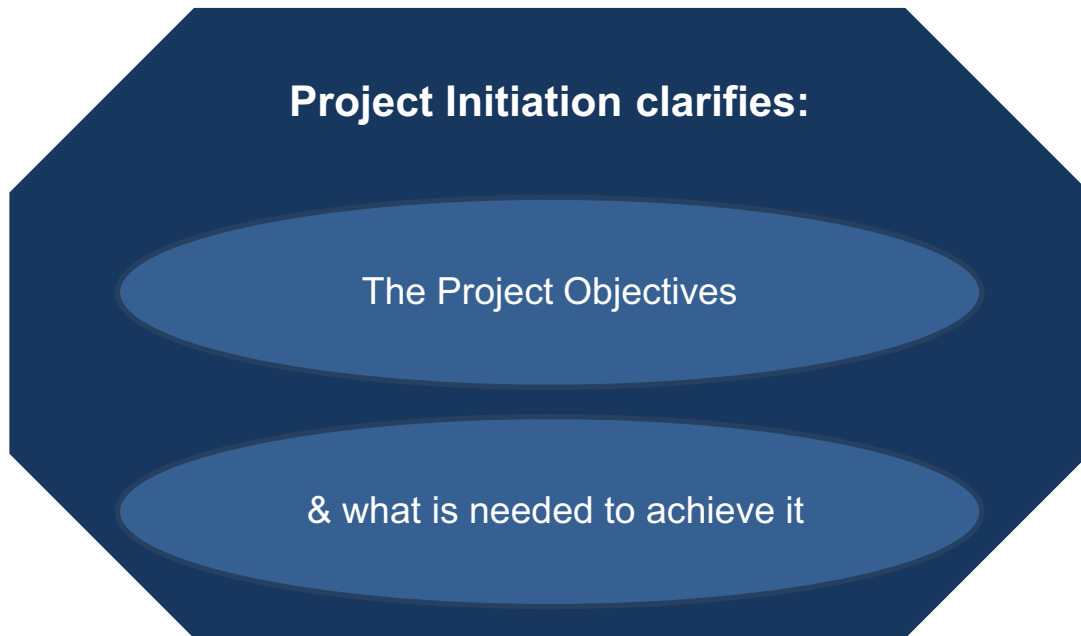 Project Initiation clarifies:
The Project Objectives
& what is needed to achieve it